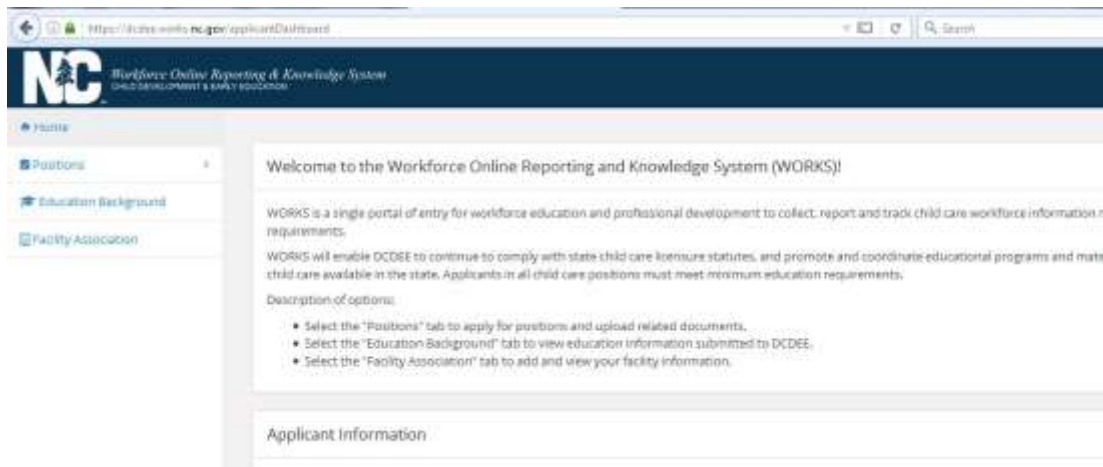 https://dcdee.works.nc.gov/applicantDashboard
Search
NC
Workforce Online Reporting & Knowledge System
CHILD DEVELOPMENT & EARLY EDUCATION
Home
Positions
Education Background
Facility Association
Welcome to the Workforce Online Reporting and Knowledge System (WORKS)!
WORKS is a single portal of entry for workforce education and professional development to collect, report and track child care workforce information
requirements.
WORKS will enable DCDEE to continue to comply with state child care licensure statutes, and promote and coordinate educational programs and mate
child care available in the state. Applicants in all child care positions must meet minimum education requirements.
Description of options:
• Select the "Positions" tab to apply for positions and upload related documents.
• Select the "Education Background" tab to view education information submitted to DCDEE.
• Select the "Facility Association" tab to add and view your facility information.
Applicant Information